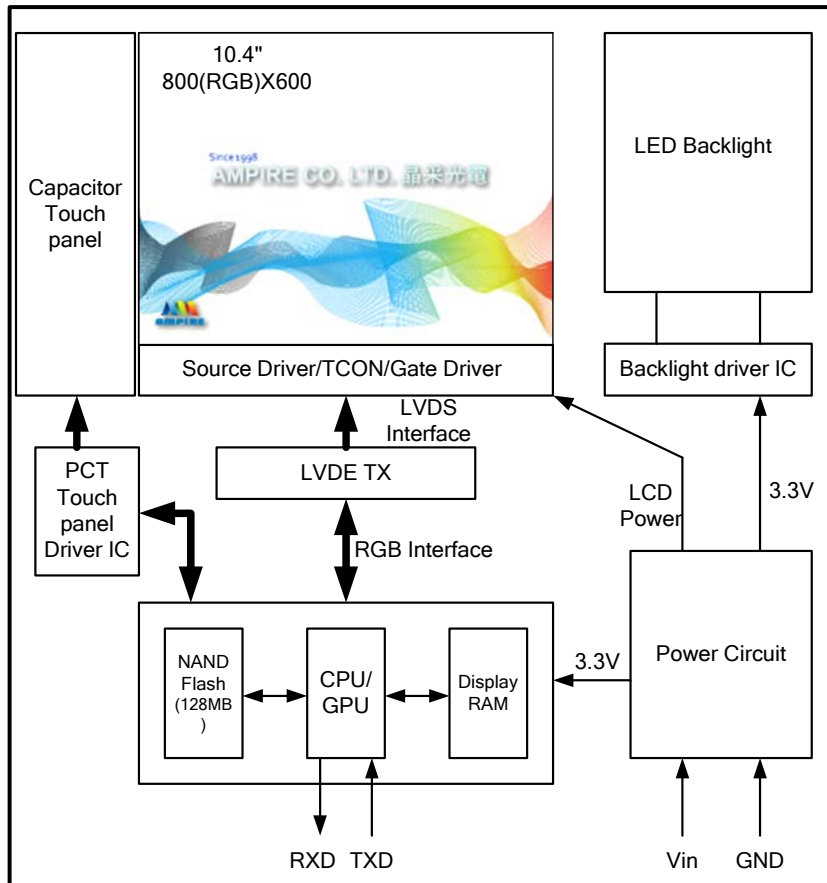 10.4"
800(RGB)X600
Since1998
AMPIRE CO. LTD. 晶采光電
AMPIRE
Capacitor
Touch
panel
LED Backlight
Source Driver/TCON/Gate Driver
Backlight driver IC
LVDS
Interface
PCT
Touch
panel
Driver IC
LVDE TX
LCD
Power
3.3V
RGB Interface
NAND
Flash
(128MB
)
CPU/
GPU
Display
RAM
3.3V
Power Circuit
RXD
TXD
Vin
GND